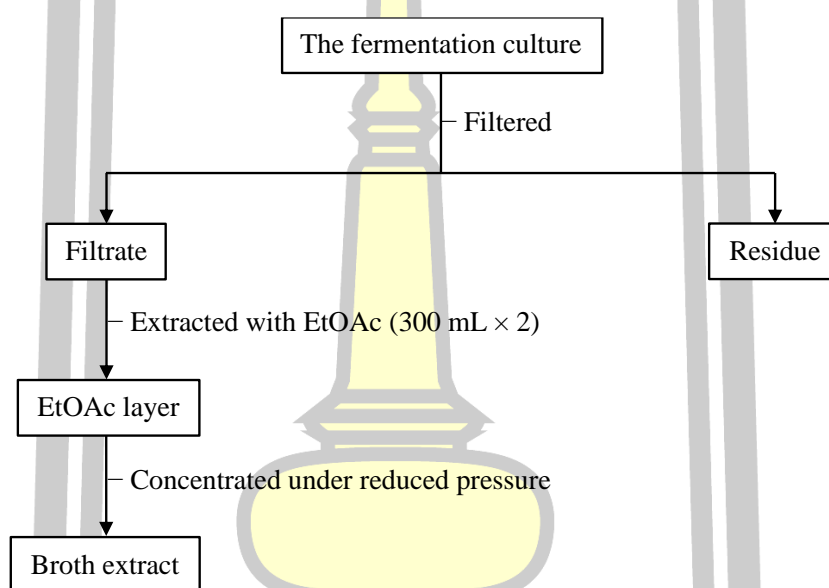 The fermentation culture
Filtered
Filtrate
Residue
Extracted with EtOAc (300 mL × 2)
EtOAc layer
Concentrated under reduced pressure
Broth extract